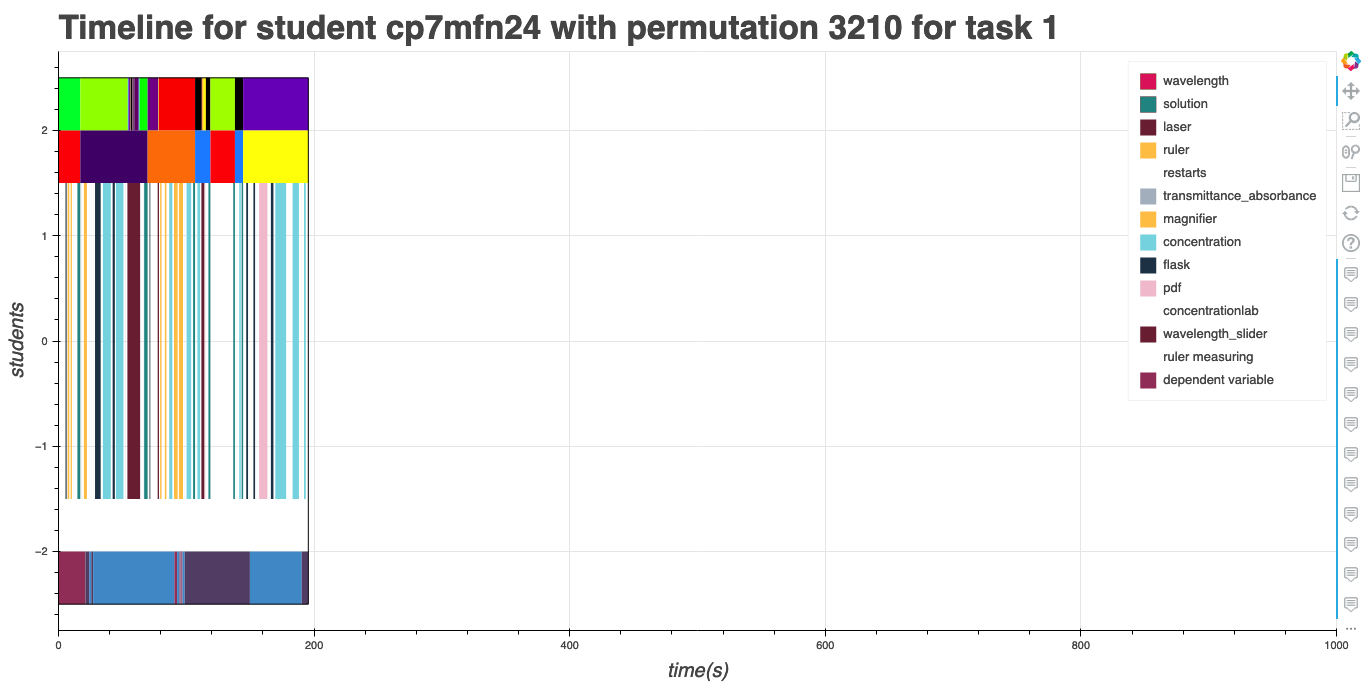 Timeline for student cp7mfn24 with permutation 3210 for task 1
wavelength
solution
laser
ruler
restarts
transmittance_absorbance
magnifier
concentration
flask
pdf
concentrationlab
wavelength_slider
ruler measuring
dependent variable
students
2
1
0
−1
−2
0
200
400
600
800
1000
time(s)